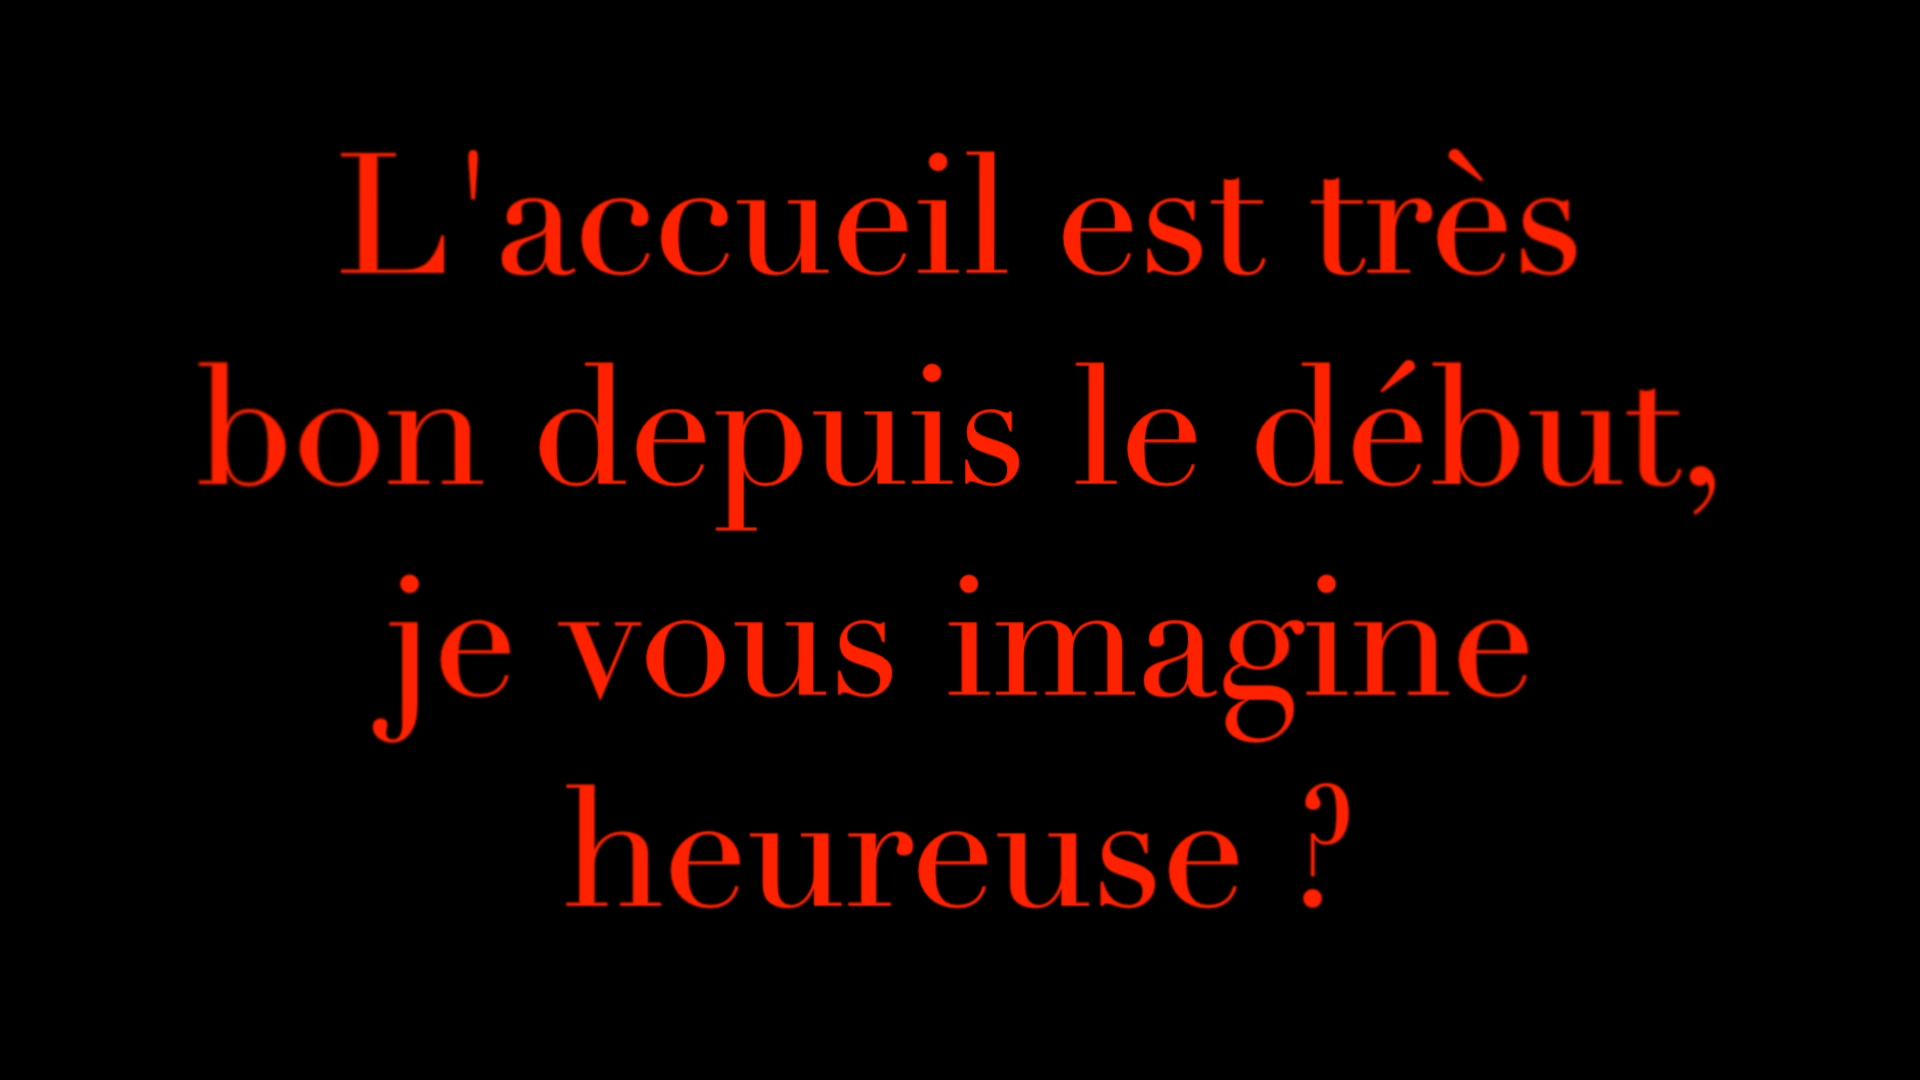 L'accueil est très
bon depuis le début,
je vous imagine
heureuse ?